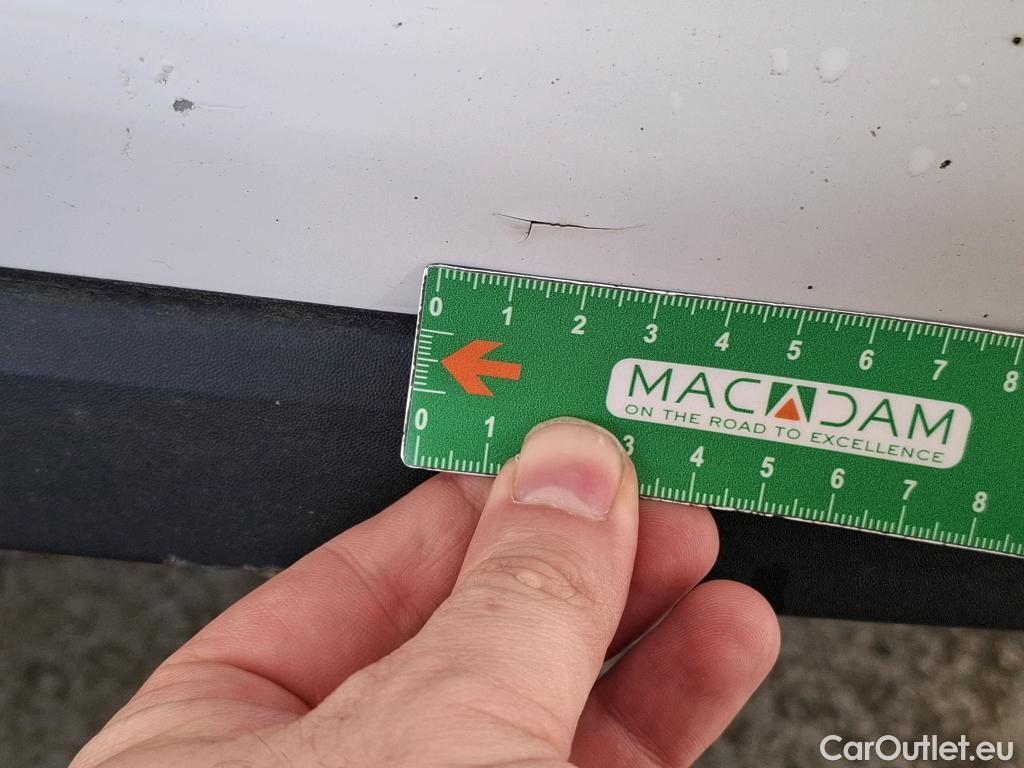 0 1 2 3 4 5 6 7 8
MACADAM
ON THE ROAD TO EXCELLENCE
0 1 3 4 5 6 7 8
CarOutlet.eu